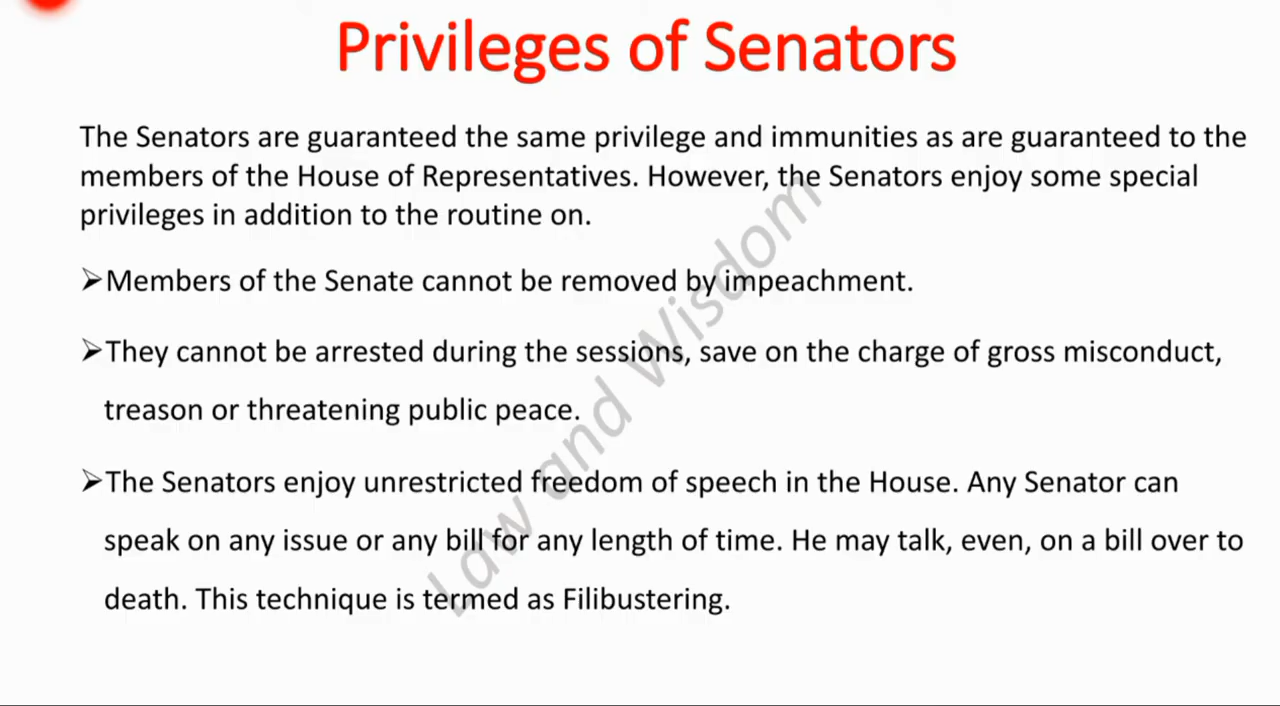 Privileges of Senators
The Senators are guaranteed the same privilege and immunities as are guaranteed to the
members of the House of Representatives. However, the Senators enjoy some special
privileges in addition to the routine on.
➢Members of the Senate cannot be removed by impeachment.
➢They cannot be arrested during the sessions, save on the charge of gross misconduct,
treason or threatening public peace.
➢The Senators enjoy unrestricted freedom of speech in the House. Any Senator can
speak on any issue or any bill for any length of time. He may talk, even, on a bill over to
death. This technique is termed as Filibustering.
Law and Wisdom